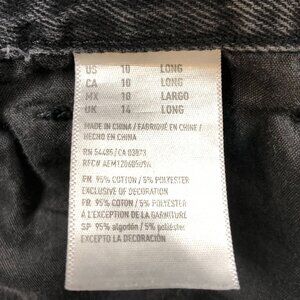 US 10 LONG
CA 10 LONG
MX 10 LARGO
UK 14 LONG
MADE IN CHINA / FABRIQUÉ EN CHINE /
HECHO EN CHINA
RN 54485 / CA 03873
EN 95% COTTON / 5% POLYESTER
EXCLUSIVE OF DECORATION
FR 95% COTON / 5% POLYESTER
À L'EXCEPTION DE LA GARNITURE
SP 95% algodón / 5% poliéster
EXCEPTO LA DECORACIÓN